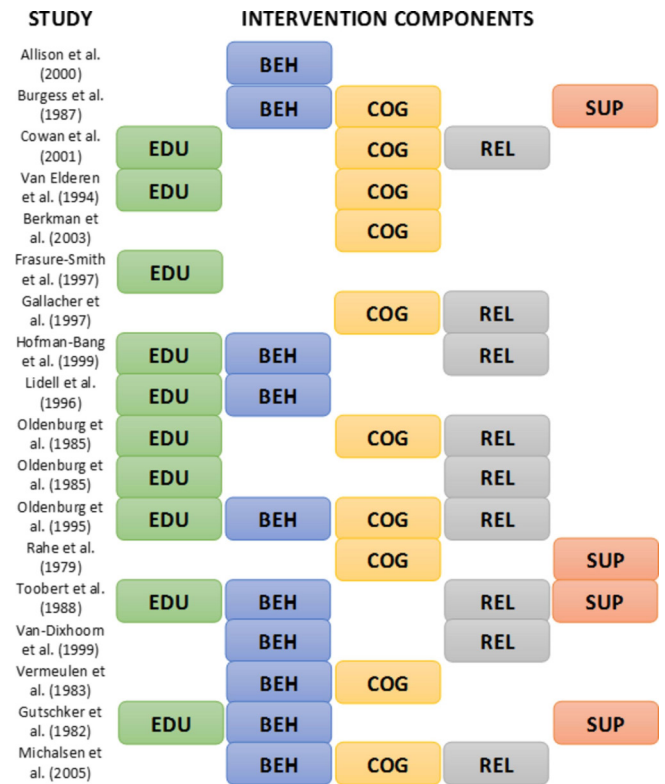 STUDY INTERVENTION COMPONENTS
Allison et al.
(2000)
BEH
Burgess et al.
(1987)
BEH COG SUP
Cowan et al.
(2001)
EDU COG REL
Van Elderen
et al. (1994)
EDU COG
Berkman et
al. (2003)
COG
Frasure-Smith
et al. (1997)
EDU
Gallacher et al.
(1997)
COG REL
Hofman-Bang
et al. (1999)
EDU BEH REL
Lidell et al.
(1996)
EDU BEH
Oldenburg et
al. (1985)
EDU COG REL
Oldenburg et
al. (1985)
EDU REL
Oldenburg et
al. (1995)
EDU BEH COG REL
Rahe et al.
(1979)
COG SUP
Toobert et al.
(1988)
EDU BEH REL SUP
Van-Dixhoorn
et al. (1999)
BEH REL
Vermeulen et
al. (1983)
BEH COG
Gutschker et
al. (1982)
EDU BEH SUP
Michalsen et
al. (2005)
BEH COG REL